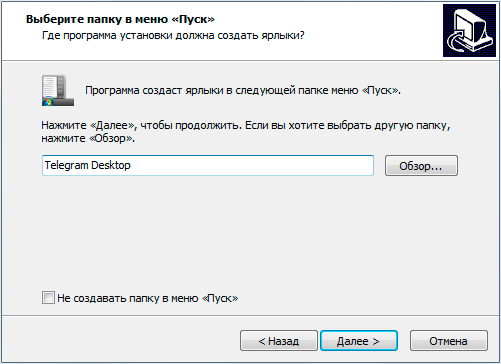 Выберите папку в меню «Пуск»
Где программа установки должна создать ярлыки?
Программа создаст ярлыки в следующей папке меню «Пуск».
Нажмите «Далее», чтобы продолжить. Если вы хотите выбрать другую папку,
нажмите «Обзор».
Telegram Desktop
Обзор...
Не создавать папку в меню «Пуск»
< Назад
Далее >
Отмена